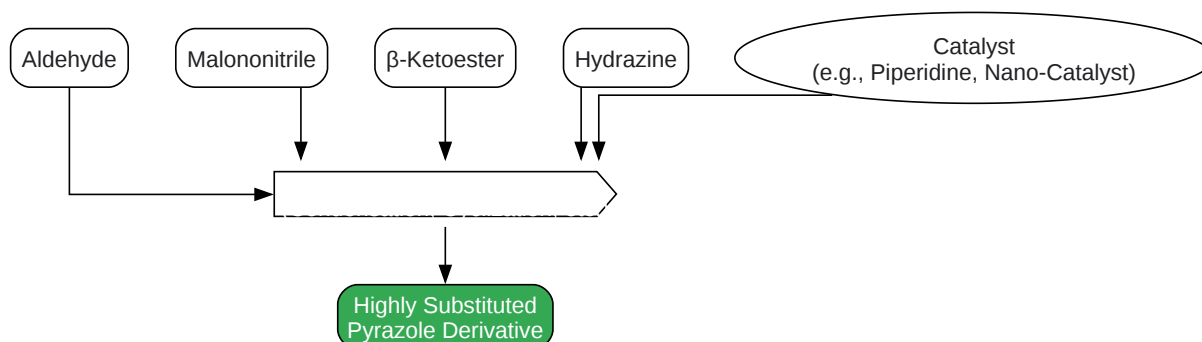 Aldehyde
Malononitrile
β-Ketoester
Hydrazine
Catalyst
(e.g., Piperidine, Nano-Catalyst)
Highly Substituted
Pyrazole Derivative